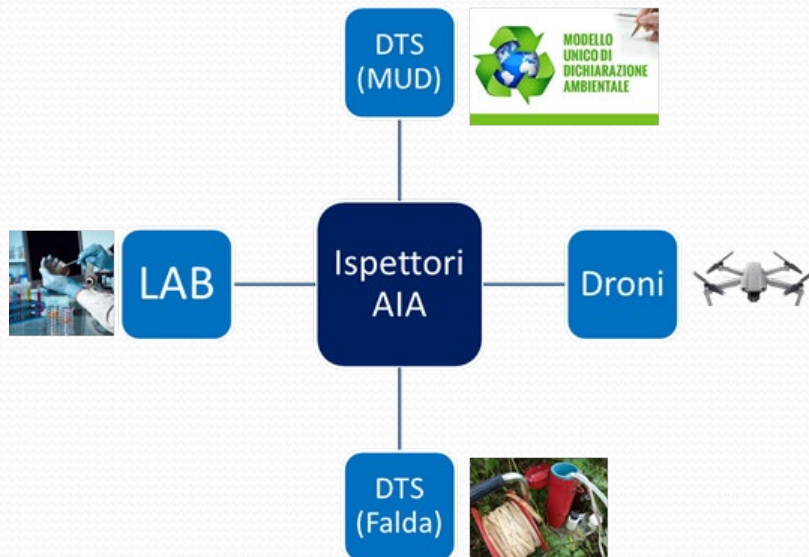 DTS
(MUD)
MODELLO
UNICO DI
DICHIARAZIONE
AMBIENTALE
LAB
Ispettori
AIA
Droni
DTS
(Falda)